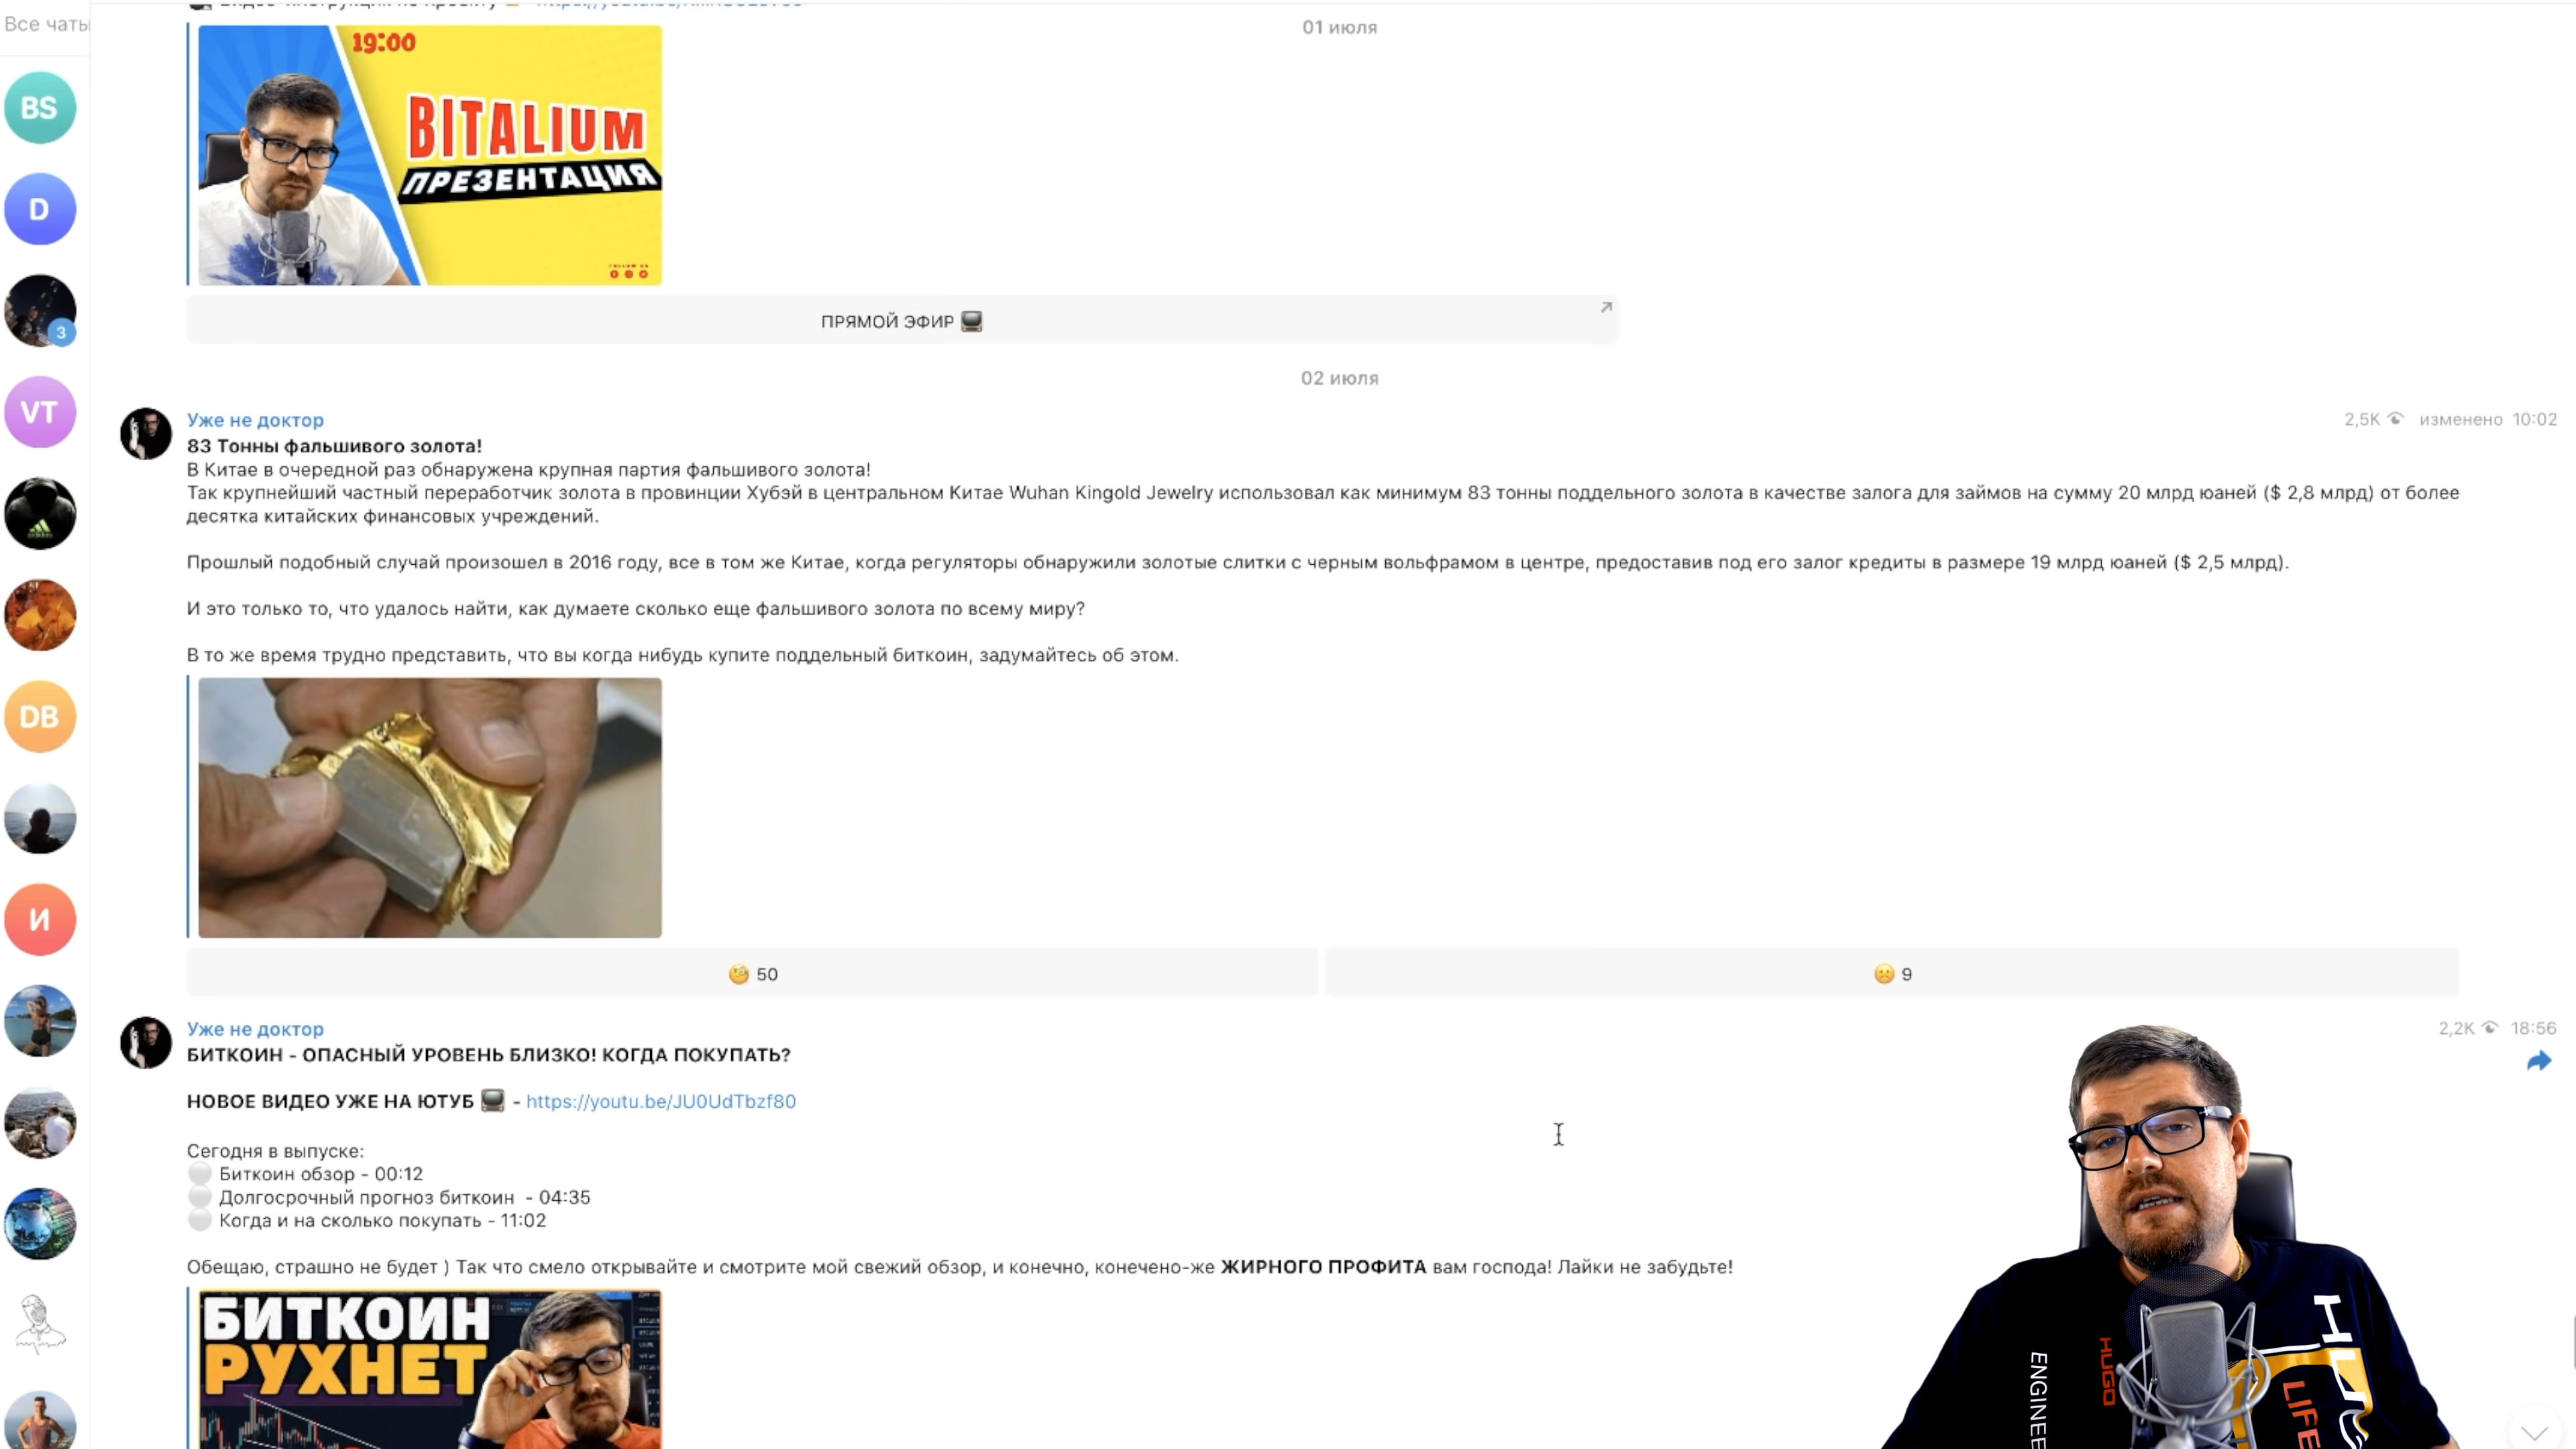 Все чаты
01 июля
19:00
BITALIUM
ПРЕЗЕНТАЦИЯ
ПРЯМОЙ ЭФИР
02 июля
BS
D
3
VT
DB
И
Уже не доктор
2,5K изменено 10:02
83 Тонны фальшивого золота!
В Китае в очередной раз обнаружена крупная партия фальшивого золота!
Так крупнейший частный переработчик золота в провинции Хубэй в центральном Китае Wuhan Kingold Jewelry использовал как минимум 83 тонны поддельного золота в качестве залога для займов на сумму 20 млрд юаней ($ 2,8 млрд) от более
десятка китайских финансовых учреждений.
Прошлый подобный случай произошел в 2016 году, все в том же Китае, когда регуляторы обнаружили золотые слитки с черным вольфрамом в центре, предоставив под его залог кредиты в размере 19 млрд юаней ($ 2,5 млрд).
И это только то, что удалось найти, как думаете сколько еще фальшивого золота по всему миру?
В то же время трудно представить, что вы когда нибудь купите поддельный биткоин, задумайтесь об этом.
50
9
Уже не доктор
2,2K 18:56
БИТКОИН - ОПАСНЫЙ УРОВЕНЬ БЛИЗКО! КОГДА ПОКУПАТЬ?
НОВОЕ ВИДЕО УЖЕ НА ЮТУБ - https://youtu.be/JU0UdTbzf80
Сегодня в выпуске:
Биткоин обзор - 00:12
Долгосрочный прогноз биткоин - 04:35
Когда и на сколько покупать - 11:02
Обещаю, страшно не будет ) Так что смело открывайте и смотрите мой свежий обзор, и конечно, конечено-же ЖИРНОГО ПРОФИТА вам господа! Лайки не забудьте!
БИТКОИН
РУХНЕТ
HUGO
LIFE